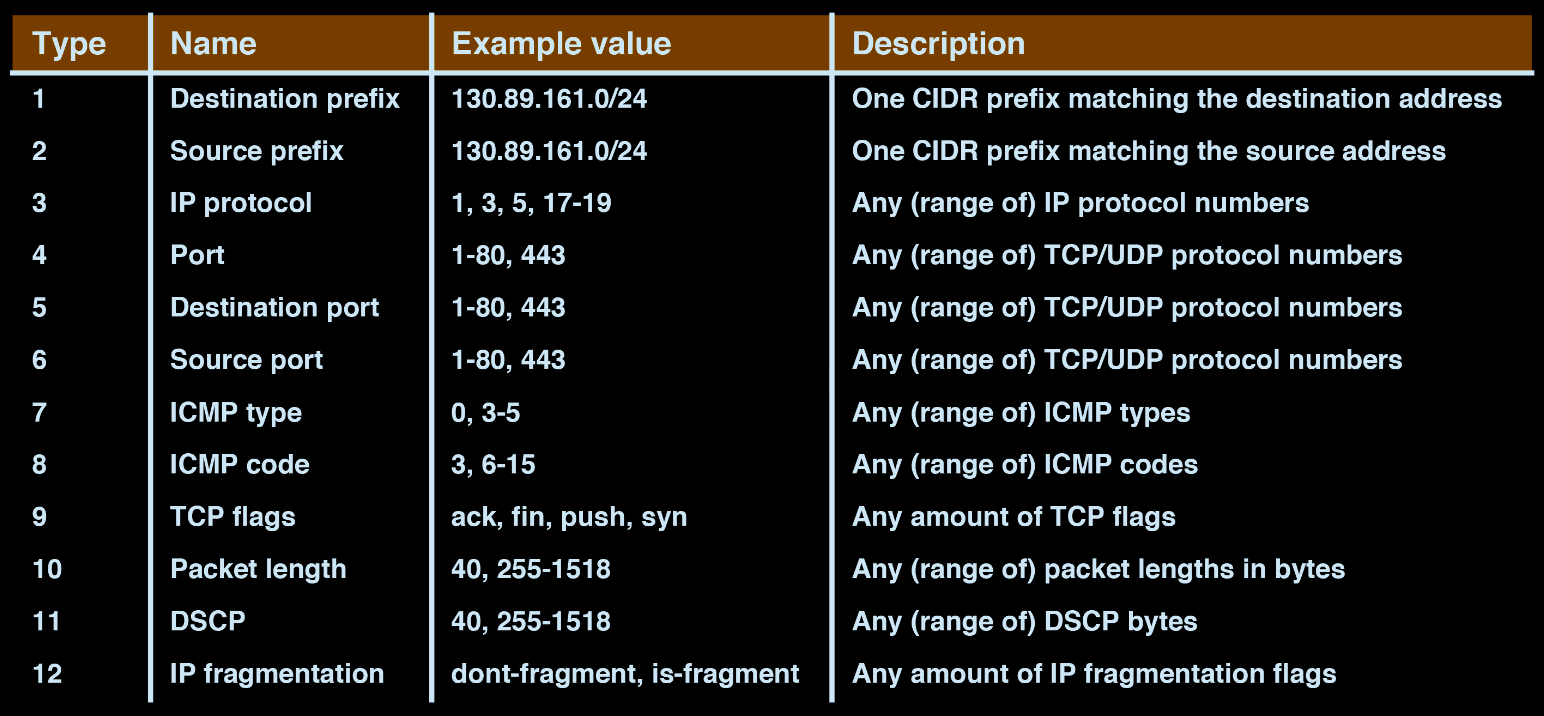 Type Name Example value Description
1 Destination prefix 130.89.161.0/24 One CIDR prefix matching the destination address
2 Source prefix 130.89.161.0/24 One CIDR prefix matching the source address
3 IP protocol 1, 3, 5, 17-19 Any (range of) IP protocol numbers
4 Port 1-80, 443 Any (range of) TCP/UDP protocol numbers
5 Destination port 1-80, 443 Any (range of) TCP/UDP protocol numbers
6 Source port 1-80, 443 Any (range of) TCP/UDP protocol numbers
7 ICMP type 0, 3-5 Any (range of) ICMP types
8 ICMP code 3, 6-15 Any (range of) ICMP codes
9 TCP flags ack, fin, push, syn Any amount of TCP flags
10 Packet length 40, 255-1518 Any (range of) packet lengths in bytes
11 DSCP 40, 255-1518 Any (range of) DSCP bytes
12 IP fragmentation dont-fragment, is-fragment Any amount of IP fragmentation flags